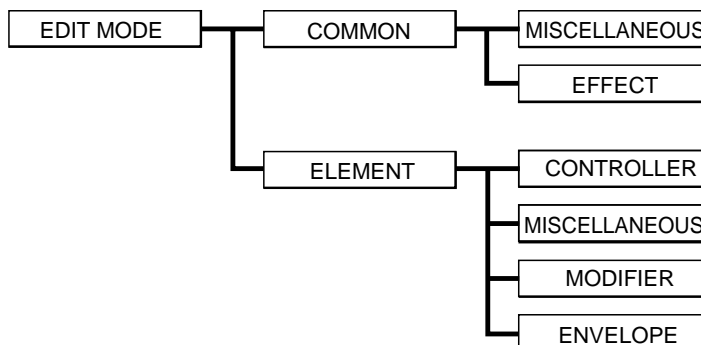 EDIT MODE COMMON MISCELLANEOUS
EFFECT
ELEMENT CONTROLLER
MISCELLANEOUS
MODIFIER
ENVELOPE